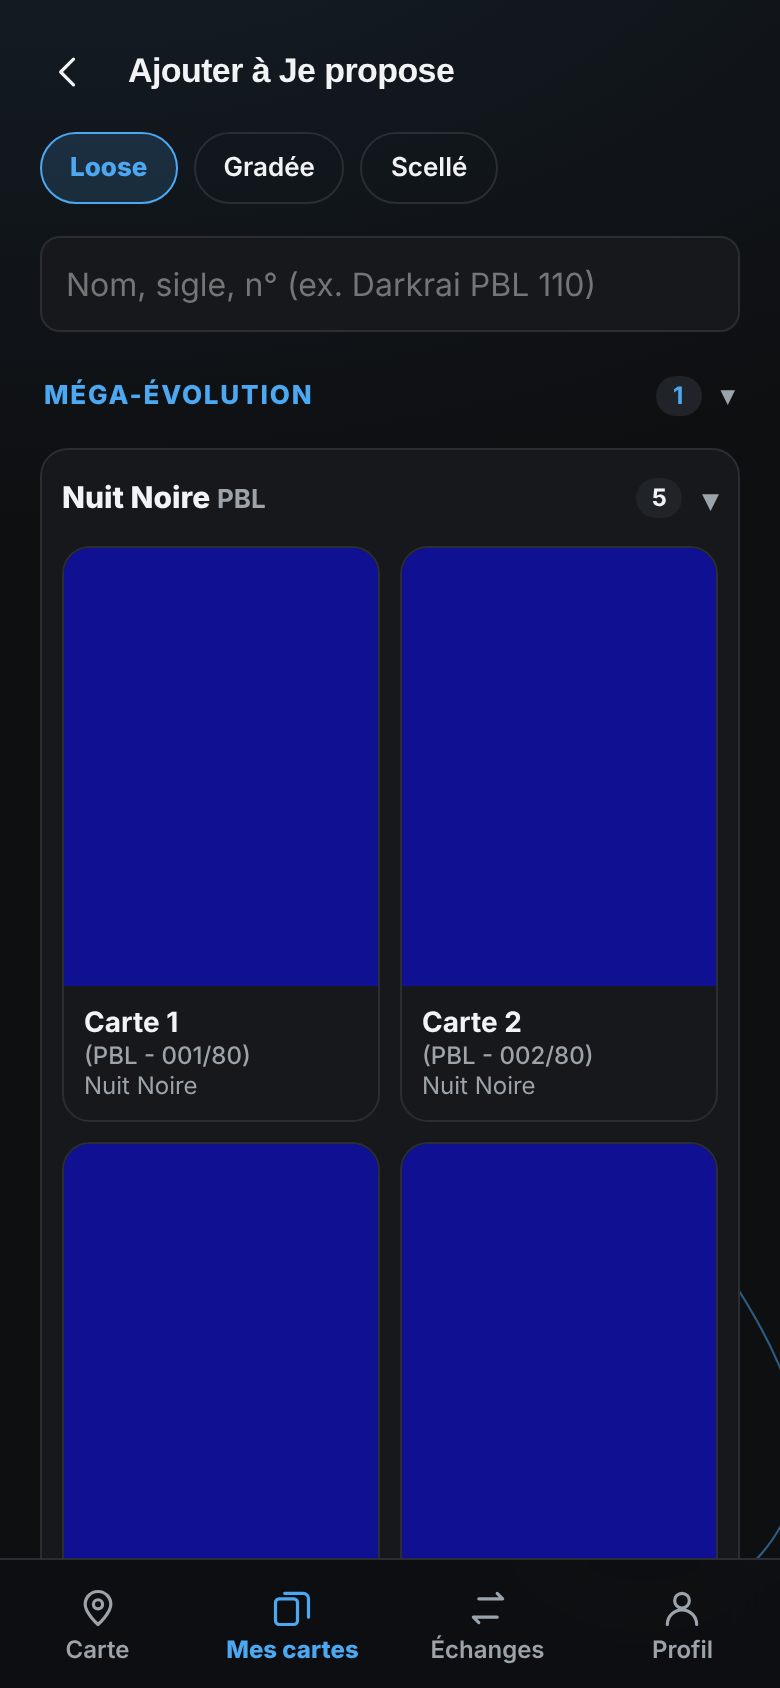 Ajouter à Je propose
Loose Gradée Scellé
Nom, sigle, n° (ex. Darkrai PBL 110)
MÉGA-ÉVOLUTION 1 ▼
Nuit Noire PBL 5 ▼
Carte 1
(PBL - 001/80)
Nuit Noire
Carte 2
(PBL - 002/80)
Nuit Noire
Carte Mes cartes Échanges Profil